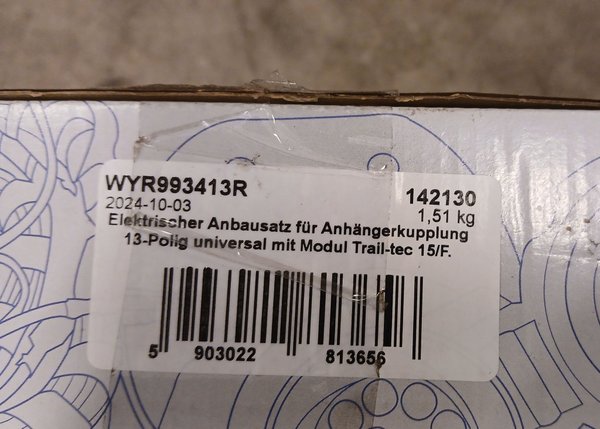 WYR993413R 142130
2024-10-03 1,51 kg
Elektrischer Anbausatz für Anhängerkupplung
13-Polig universal mit Modul Trail-tec 15/F.
5 903022 813656